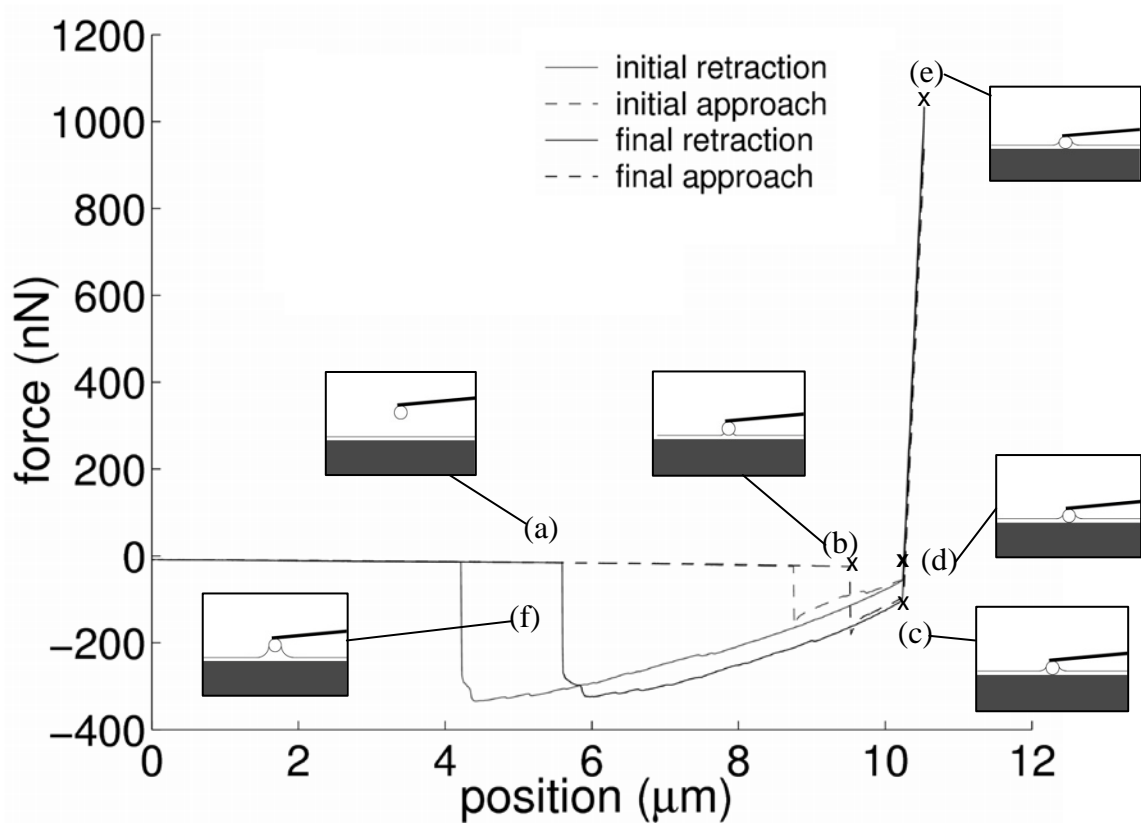 1200
1000
800
600
400
200
0
−200
−400
force (nN)
initial retraction
initial approach
final retraction
final approach
(e)
(a)
(b)
x
x
(d)
x
(c)
x
(f)
0 2 4 6 8 10 12
position (μm)